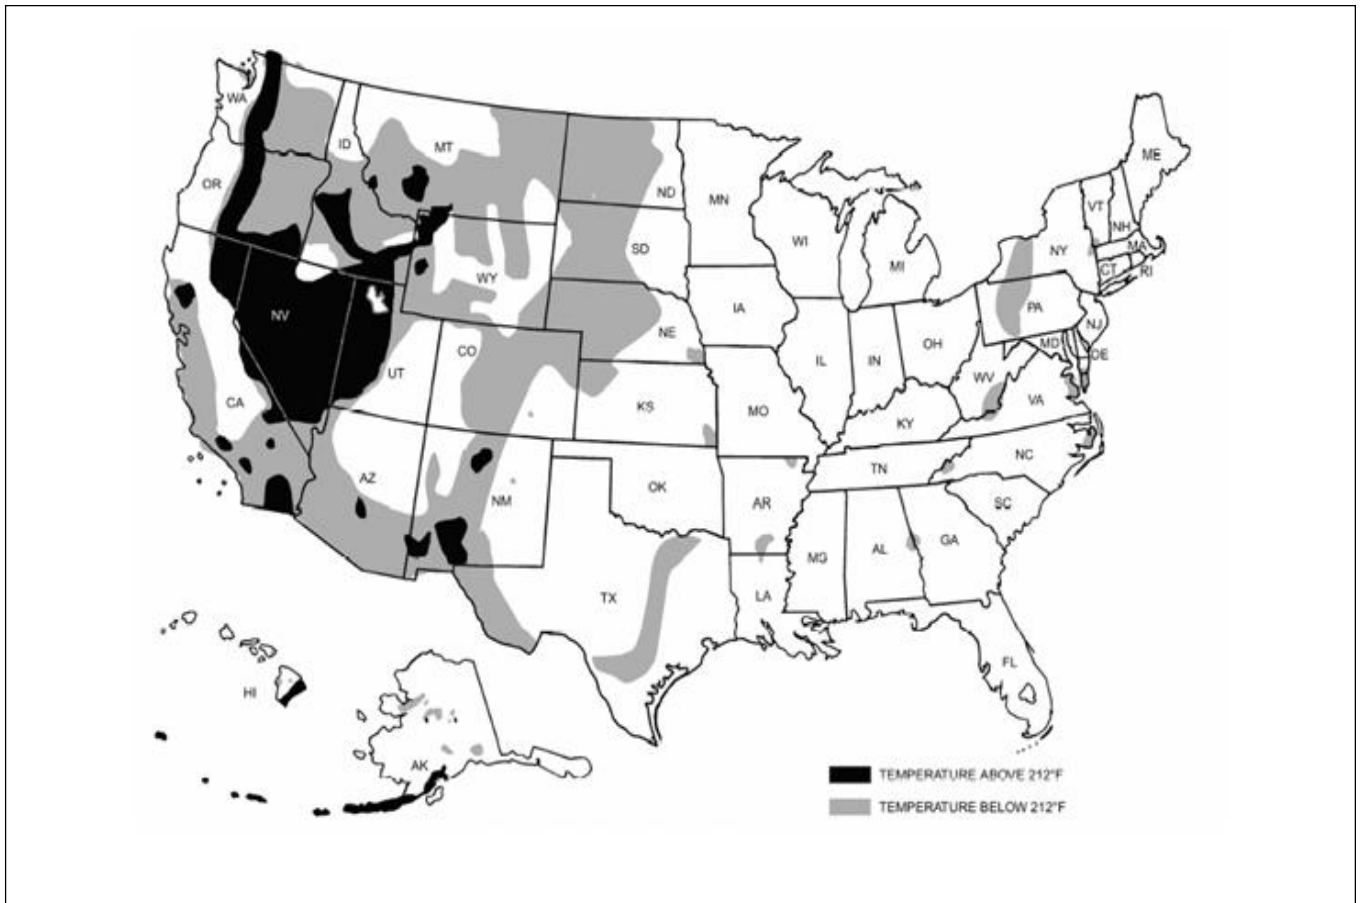 WA
ME
MT
ID
VT
OR
ND
MN
NH
WI
NY
MA
SD
CT
RI
MI
WY
IA
PA
NV
NJ
NE
OH
MD
CO
DE
IL
IN
UT
WV
CA
VA
KS
MO
KY
NC
TN
AZ
OK
NM
AR
SC
GA
AL
MS
LA
TX
FL
HI
AK
TEMPERATURE ABOVE 212°F
TEMPERATURE BELOW 212°F